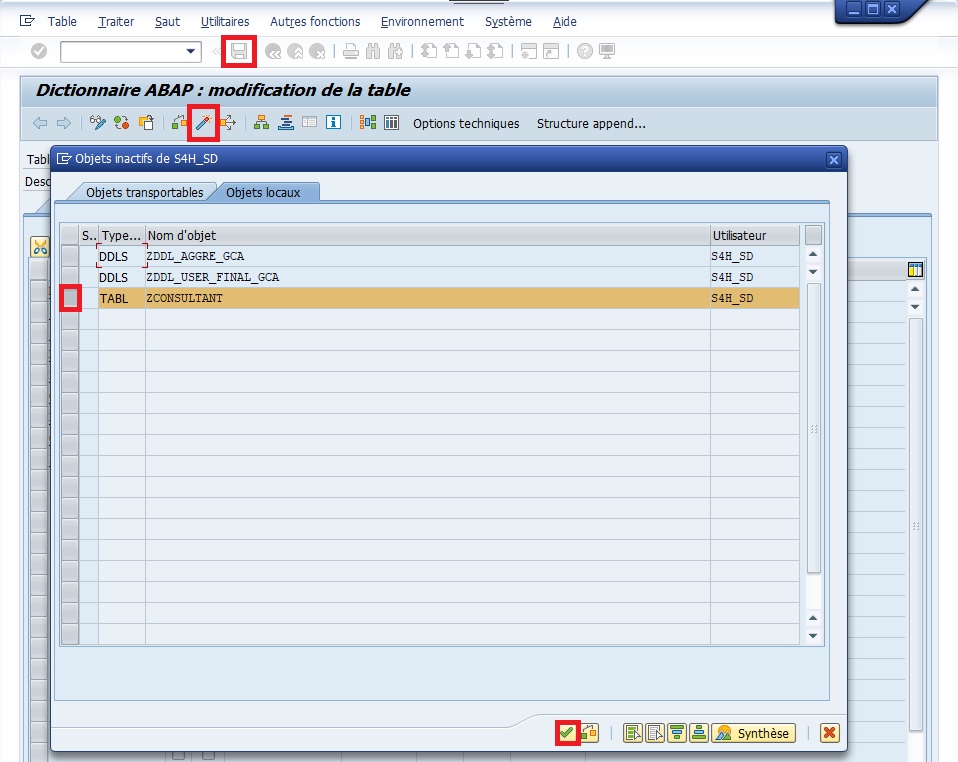 Table Traiter Saut Utilitaires Autres fonctions Environnement Système Aide
Dictionnaire ABAP : modification de la table
Options techniques Structure append...
Tabl
Desc
Objets inactifs de S4H_SD
Objets transportables Objets locaux
S.. Type... Nom d'objet Utilisateur
DDLS ZDDL_AGGRE_GCA S4H_SD
DDLS ZDDL_USER_FINAL_GCA S4H_SD
TABL ZCONSULTANT S4H_SD
Synthèse